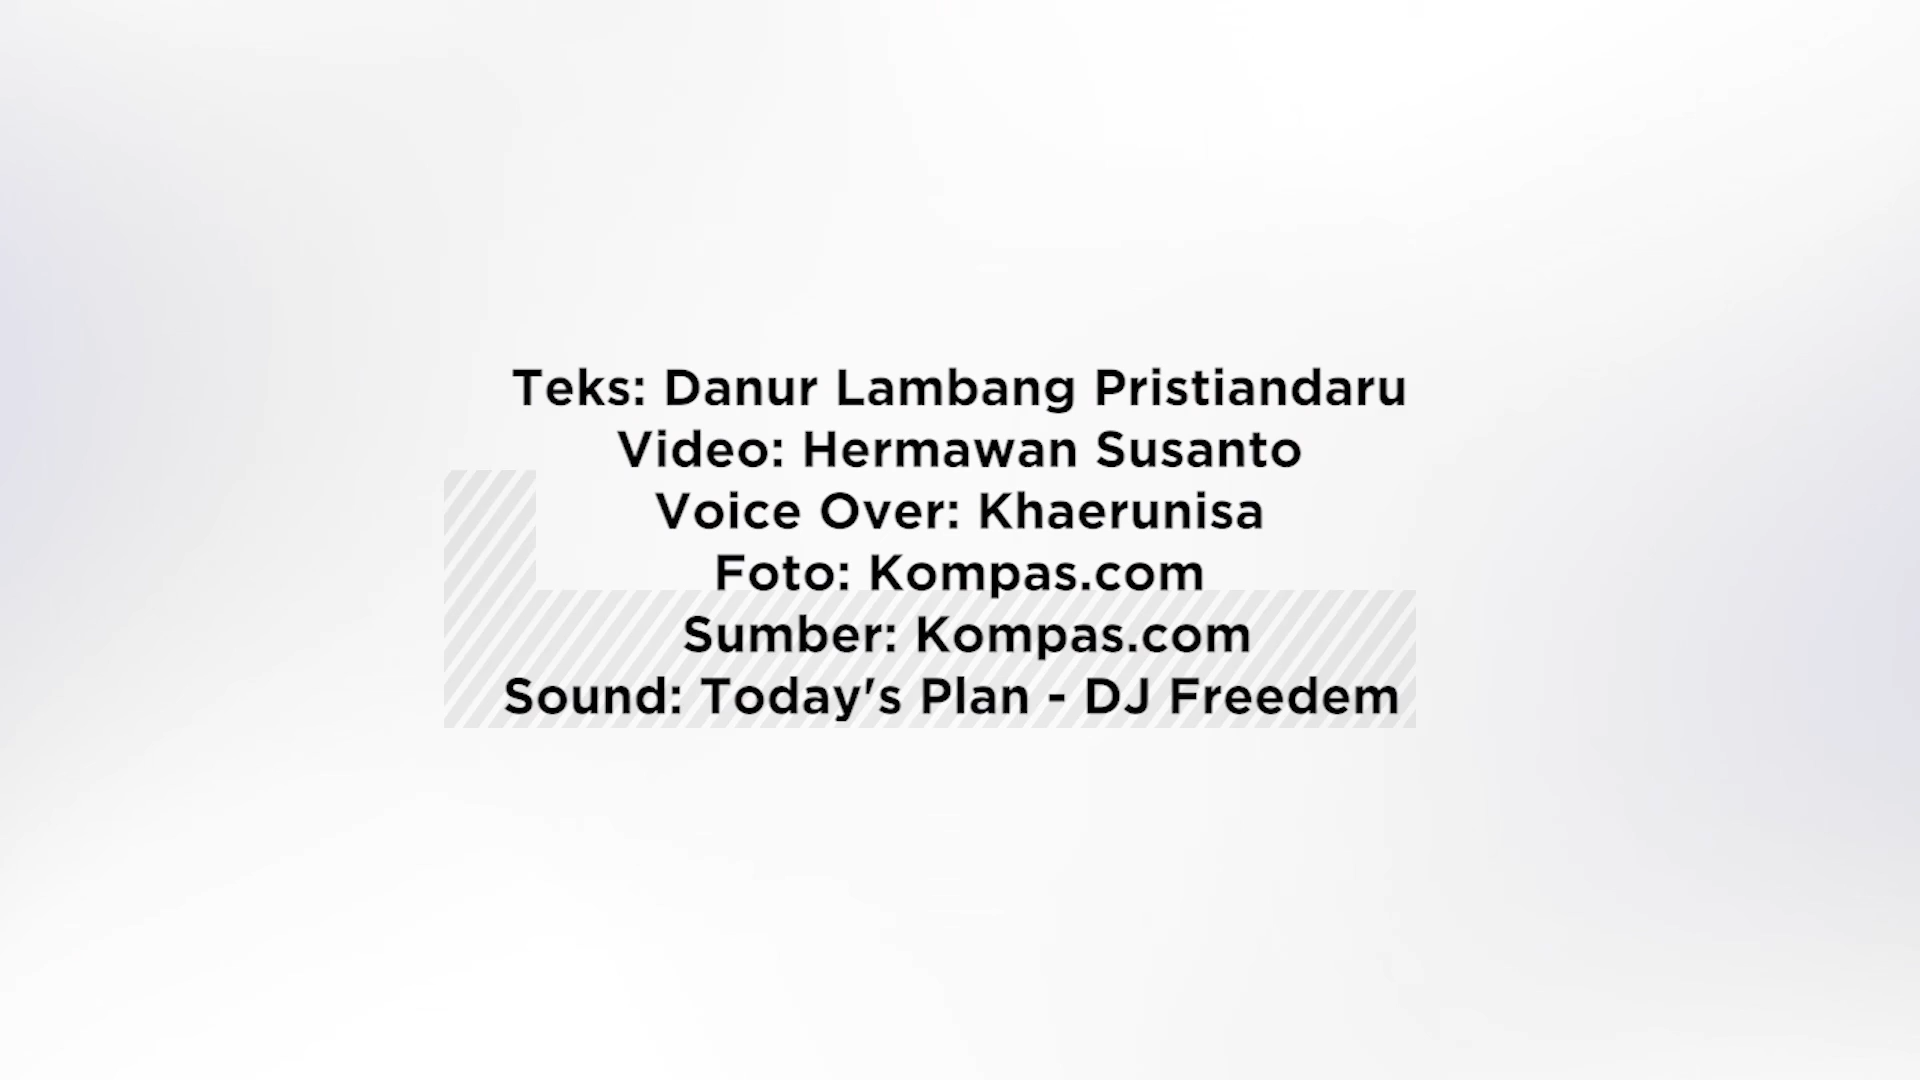 Teks: Danur Lambang Pristiandaru
Video: Hermawan Susanto
Voice Over: Khaerunisa
Foto: Kompas.com
Sumber: Kompas.com
Sound: Today's Plan - DJ Freedem